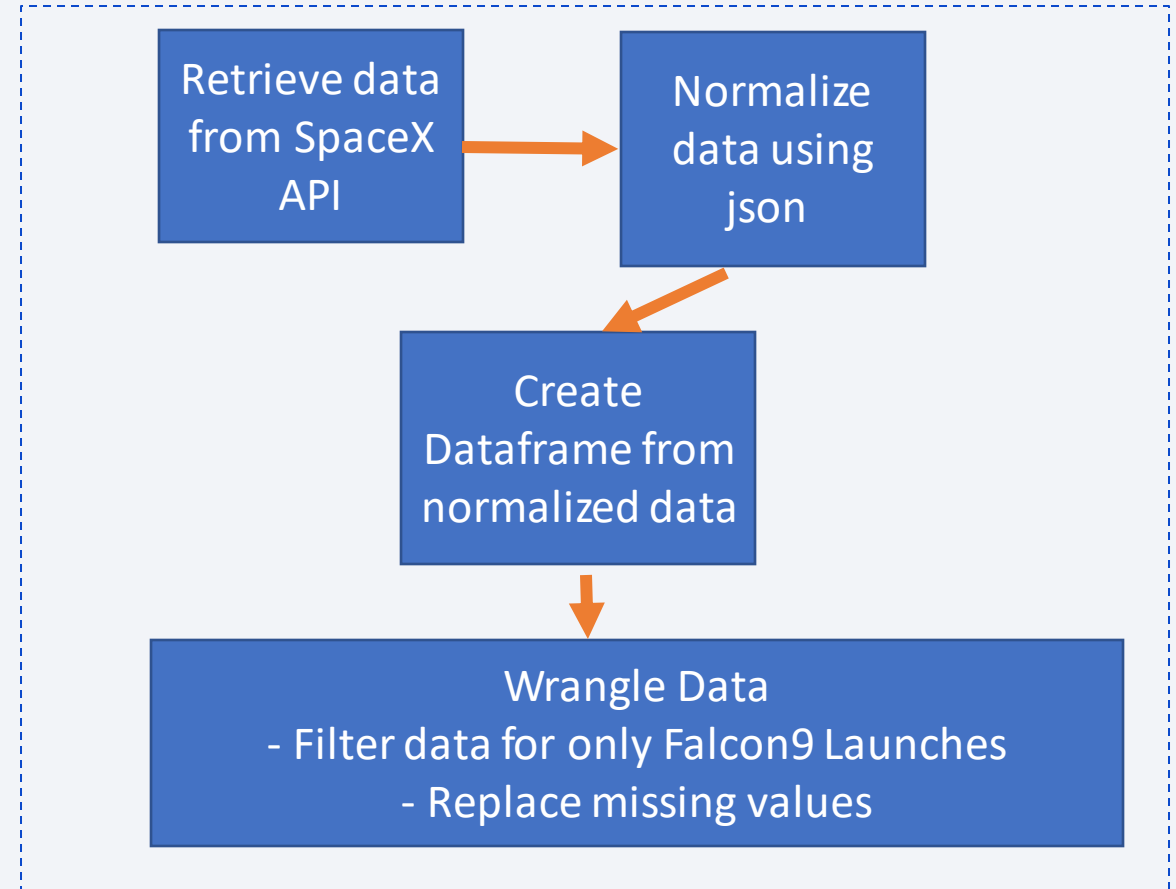 Retrieve data
from SpaceX
API
Normalize
data using
json
Create
Dataframe from
normalized data
Wrangle Data
- Filter data for only Falcon9 Launches
- Replace missing values